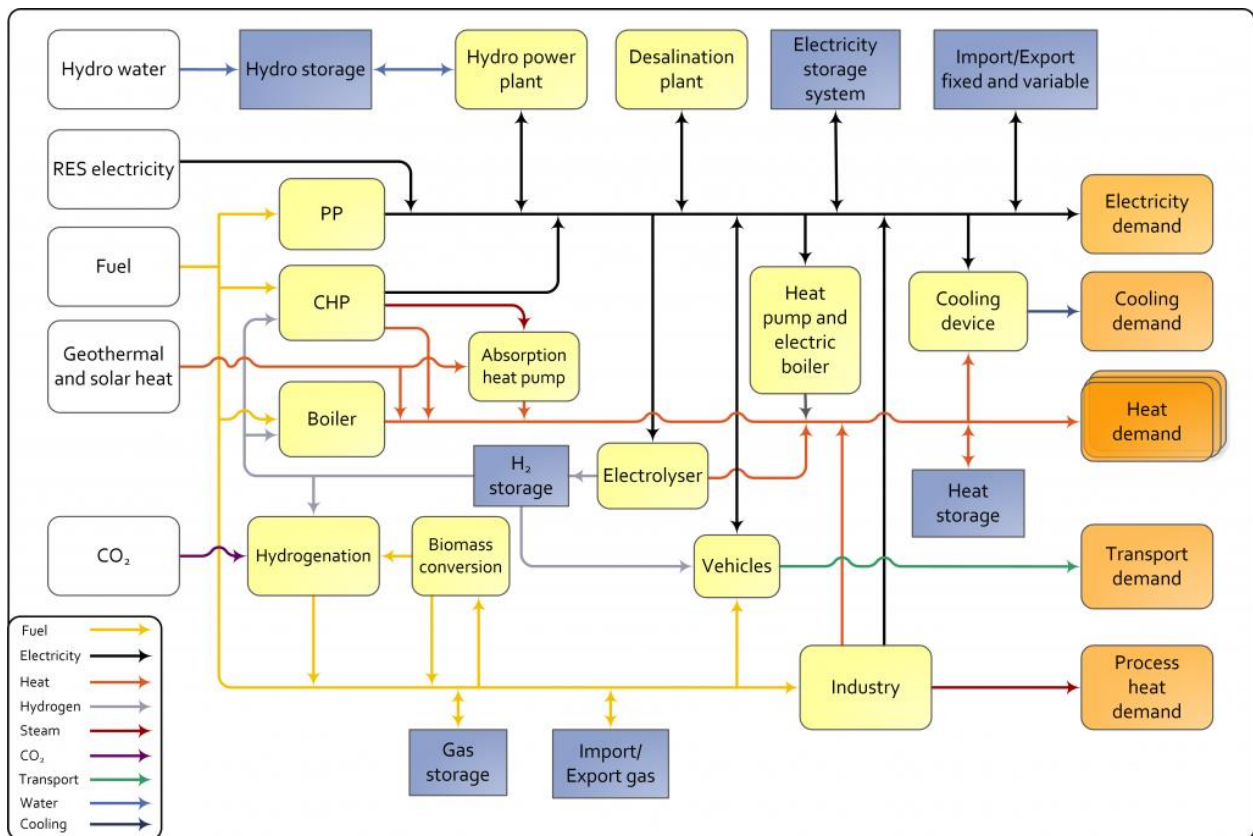 Hydro water
Hydro storage
Hydro power
plant
Desalination
plant
Electricity
storage
system
Import/Export
fixed and variable
RES electricity
PP
Electricity
demand
Fuel
CHP
Heat
pump and
electric
boiler
Cooling
device
Cooling
demand
Geothermal
and solar heat
Absorption
heat pump
Boiler
Heat
demand
H₂
storage
Electrolyser
Heat
storage
CO₂
Hydrogenation
Biomass
conversion
Vehicles
Transport
demand
Industry
Process
heat
demand
Gas
storage
Import/
Export gas
Fuel
Electricity
Heat
Hydrogen
Steam
CO₂
Transport
Water
Cooling